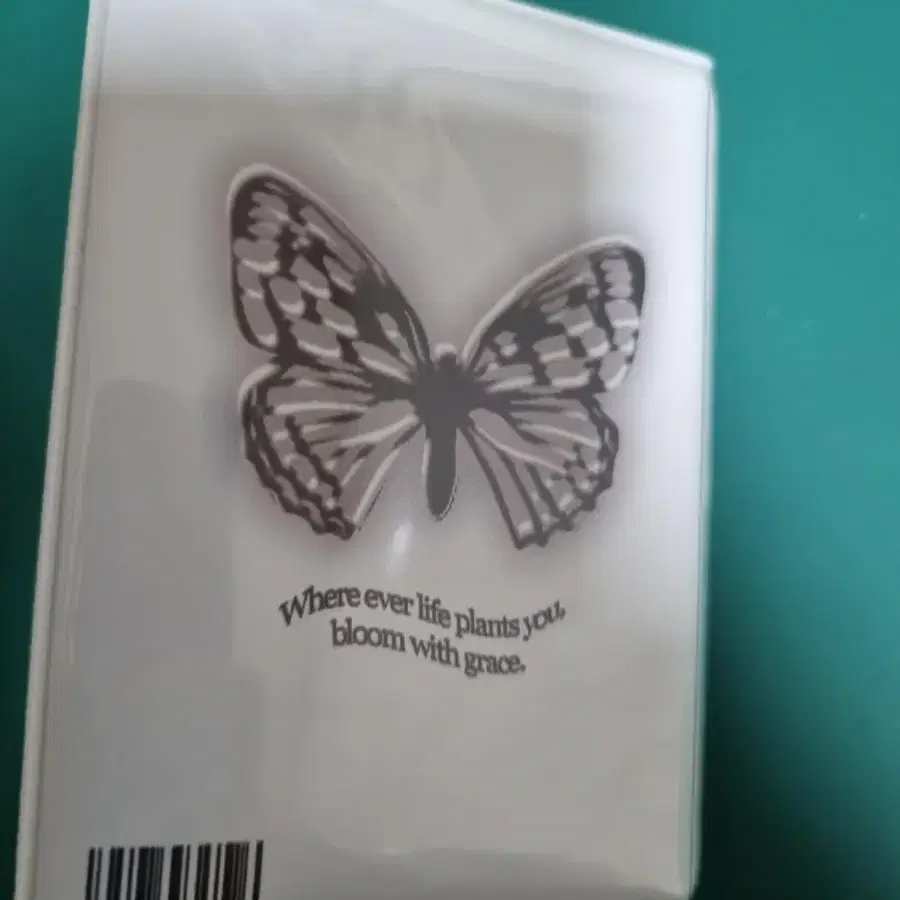 Where ever life plants you,
bloom with grace.